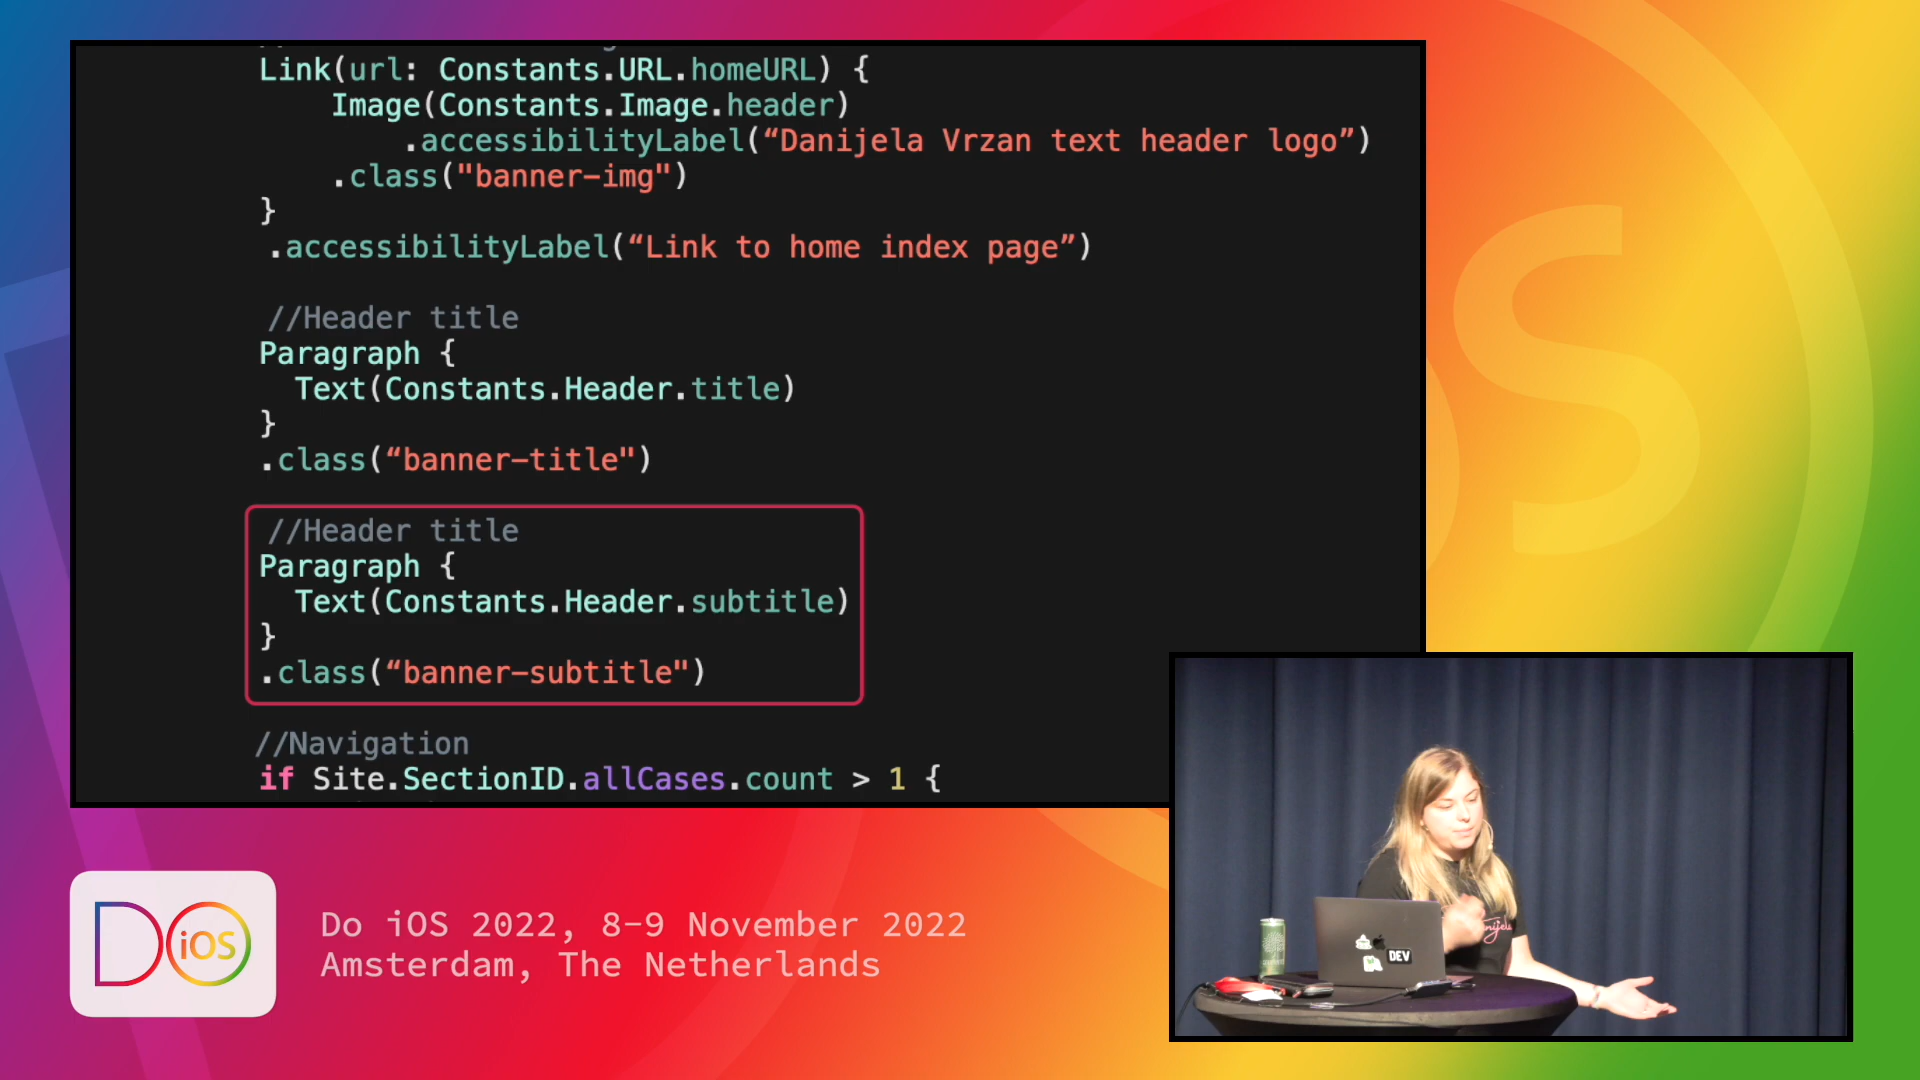 Link(url: Constants.URL.homeURL) {
Image(Constants.Image.header)
.accessibilityLabel(“Danijela Vrzan text header logo”)
.class("banner-img")
}
.accessibilityLabel(“Link to home index page”)
//Header title
Paragraph {
Text(Constants.Header.title)
}
.class(“banner-title")
//Header title
Paragraph {
Text(Constants.Header.subtitle)
}
.class(“banner-subtitle")
//Navigation
if Site.SectionID.allCases.count > 1 {
DEV
DO iOS
Do iOS 2022, 8-9 November 2022
Amsterdam, The Netherlands